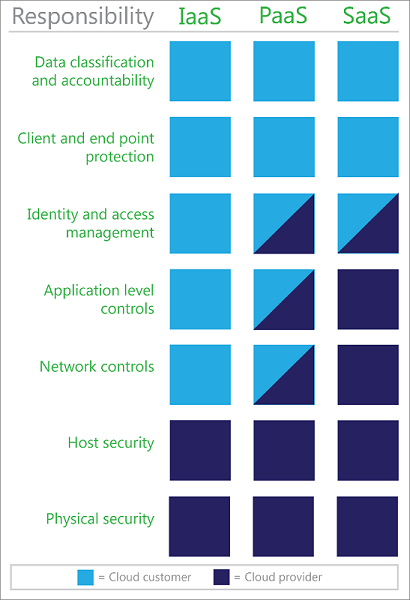 Responsibility IaaS PaaS SaaS
Data classification
and accountability
Client and end point
protection
Identity and access
management
Application level
controls
Network controls
Host security
Physical security
= Cloud customer = Cloud provider